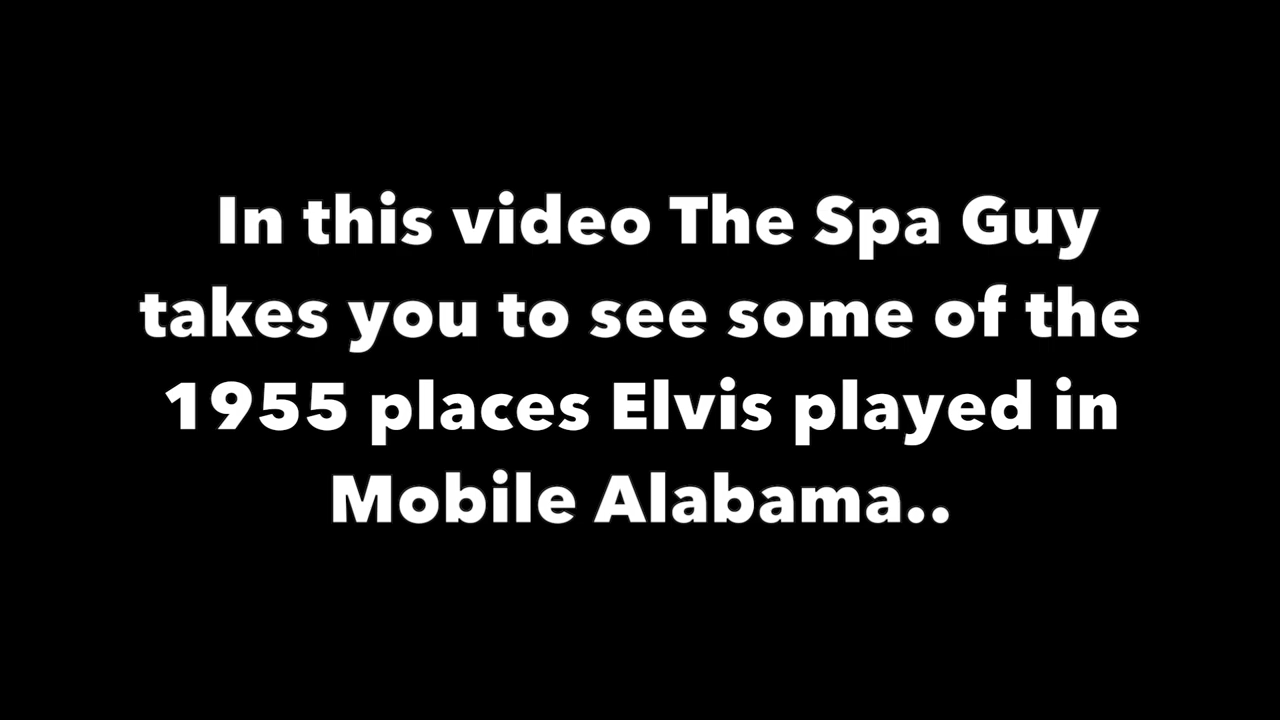 In this video The Spa Guy
takes you to see some of the
1955 places Elvis played in
Mobile Alabama..